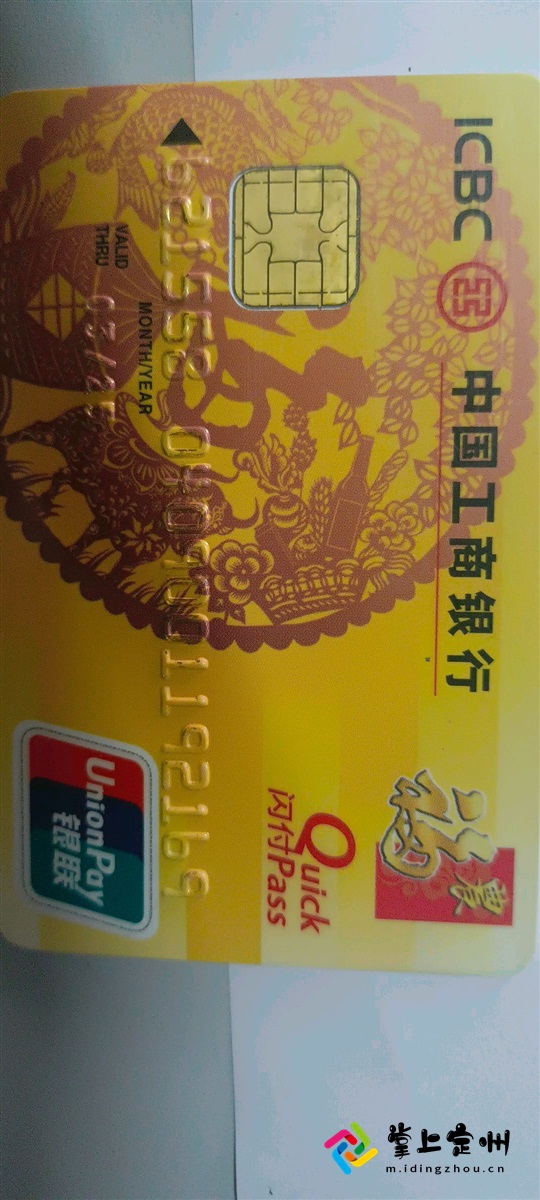 ICBC 中国工商银行
福農
Quick
闪付Pass
MONTH/YEAR
VALID
THRU
UnionPay
银联
掌上定州
m.idingzhou.cn